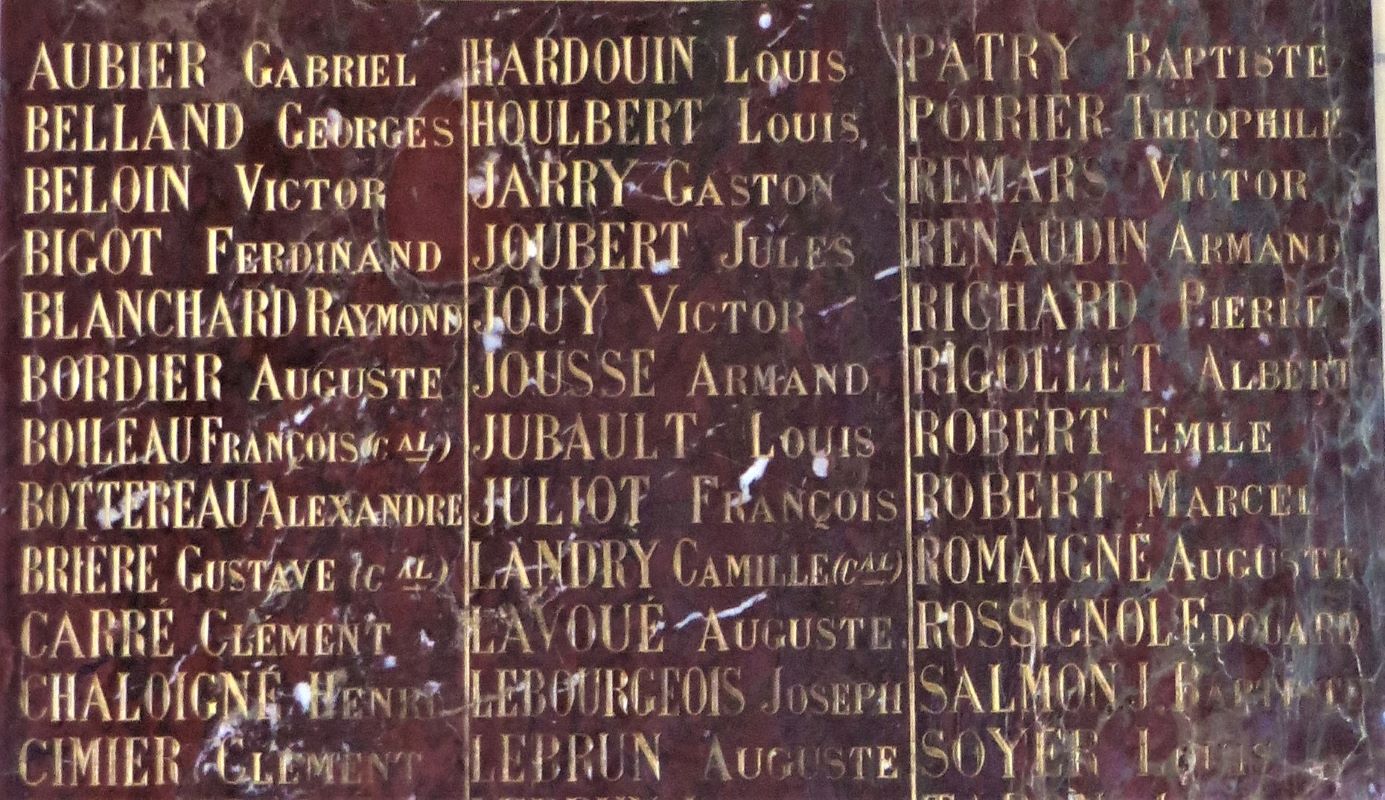 AUBIER GABRIEL
BELLAND GEORGES
BELOIN VICTOR
BIGOT FERDINAND
BLANCHARD RAYMOND
BORDIER AUGUSTE
BOILEAU FRANÇOIS (CAL)
BOTTEREAU ALEXANDRE
BRIÈRE GUSTAVE (CAL)
CARRÉ CLÉMENT
CHALOIGNÉ HENRI
CIMIER CLÉMENT
HARDOUIN LOUIS
HOULBERT LOUIS
JARRY GASTON
JOUBERT JULES
JOUY VICTOR
JOUSSE ARMAND
JUBAULT LOUIS
JULIOT FRANÇOIS
LANDRY CAMILLE (CAL)
LAVOUÉ AUGUSTE
LEBOURGEOIS JOSEPH
LEBRUN AUGUSTE
PATRY BAPTISTE
POIRIER THÉOPHILE
REMARS VICTOR
RENAUDIN ARMAND
RICHARD PIERRE
RIGOLLET ALBERT
ROBERT EMILE
ROBERT MARCEL
ROMAIGNÉ AUGUSTE
ROSSIGNOL EDOUARD
SALMON J. BAPTISTE
SOYER LOUIS